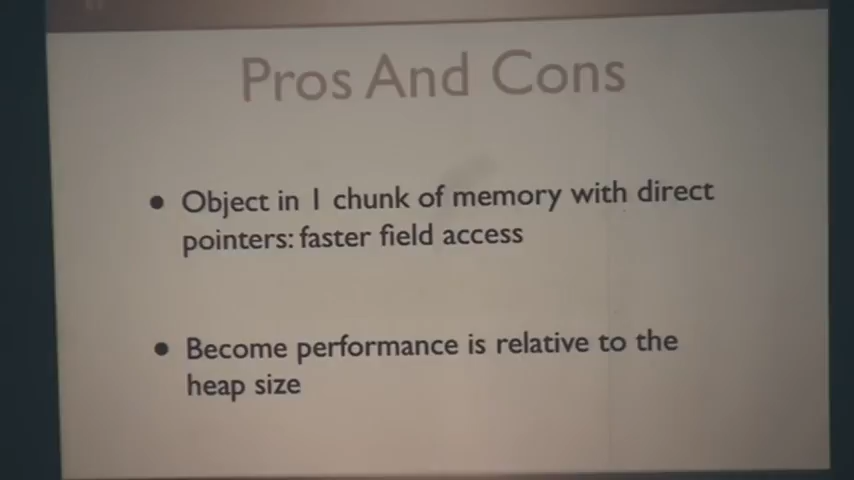 Pros And Cons
• Object in 1 chunk of memory with direct
pointers: faster field access
• Become performance is relative to the
heap size